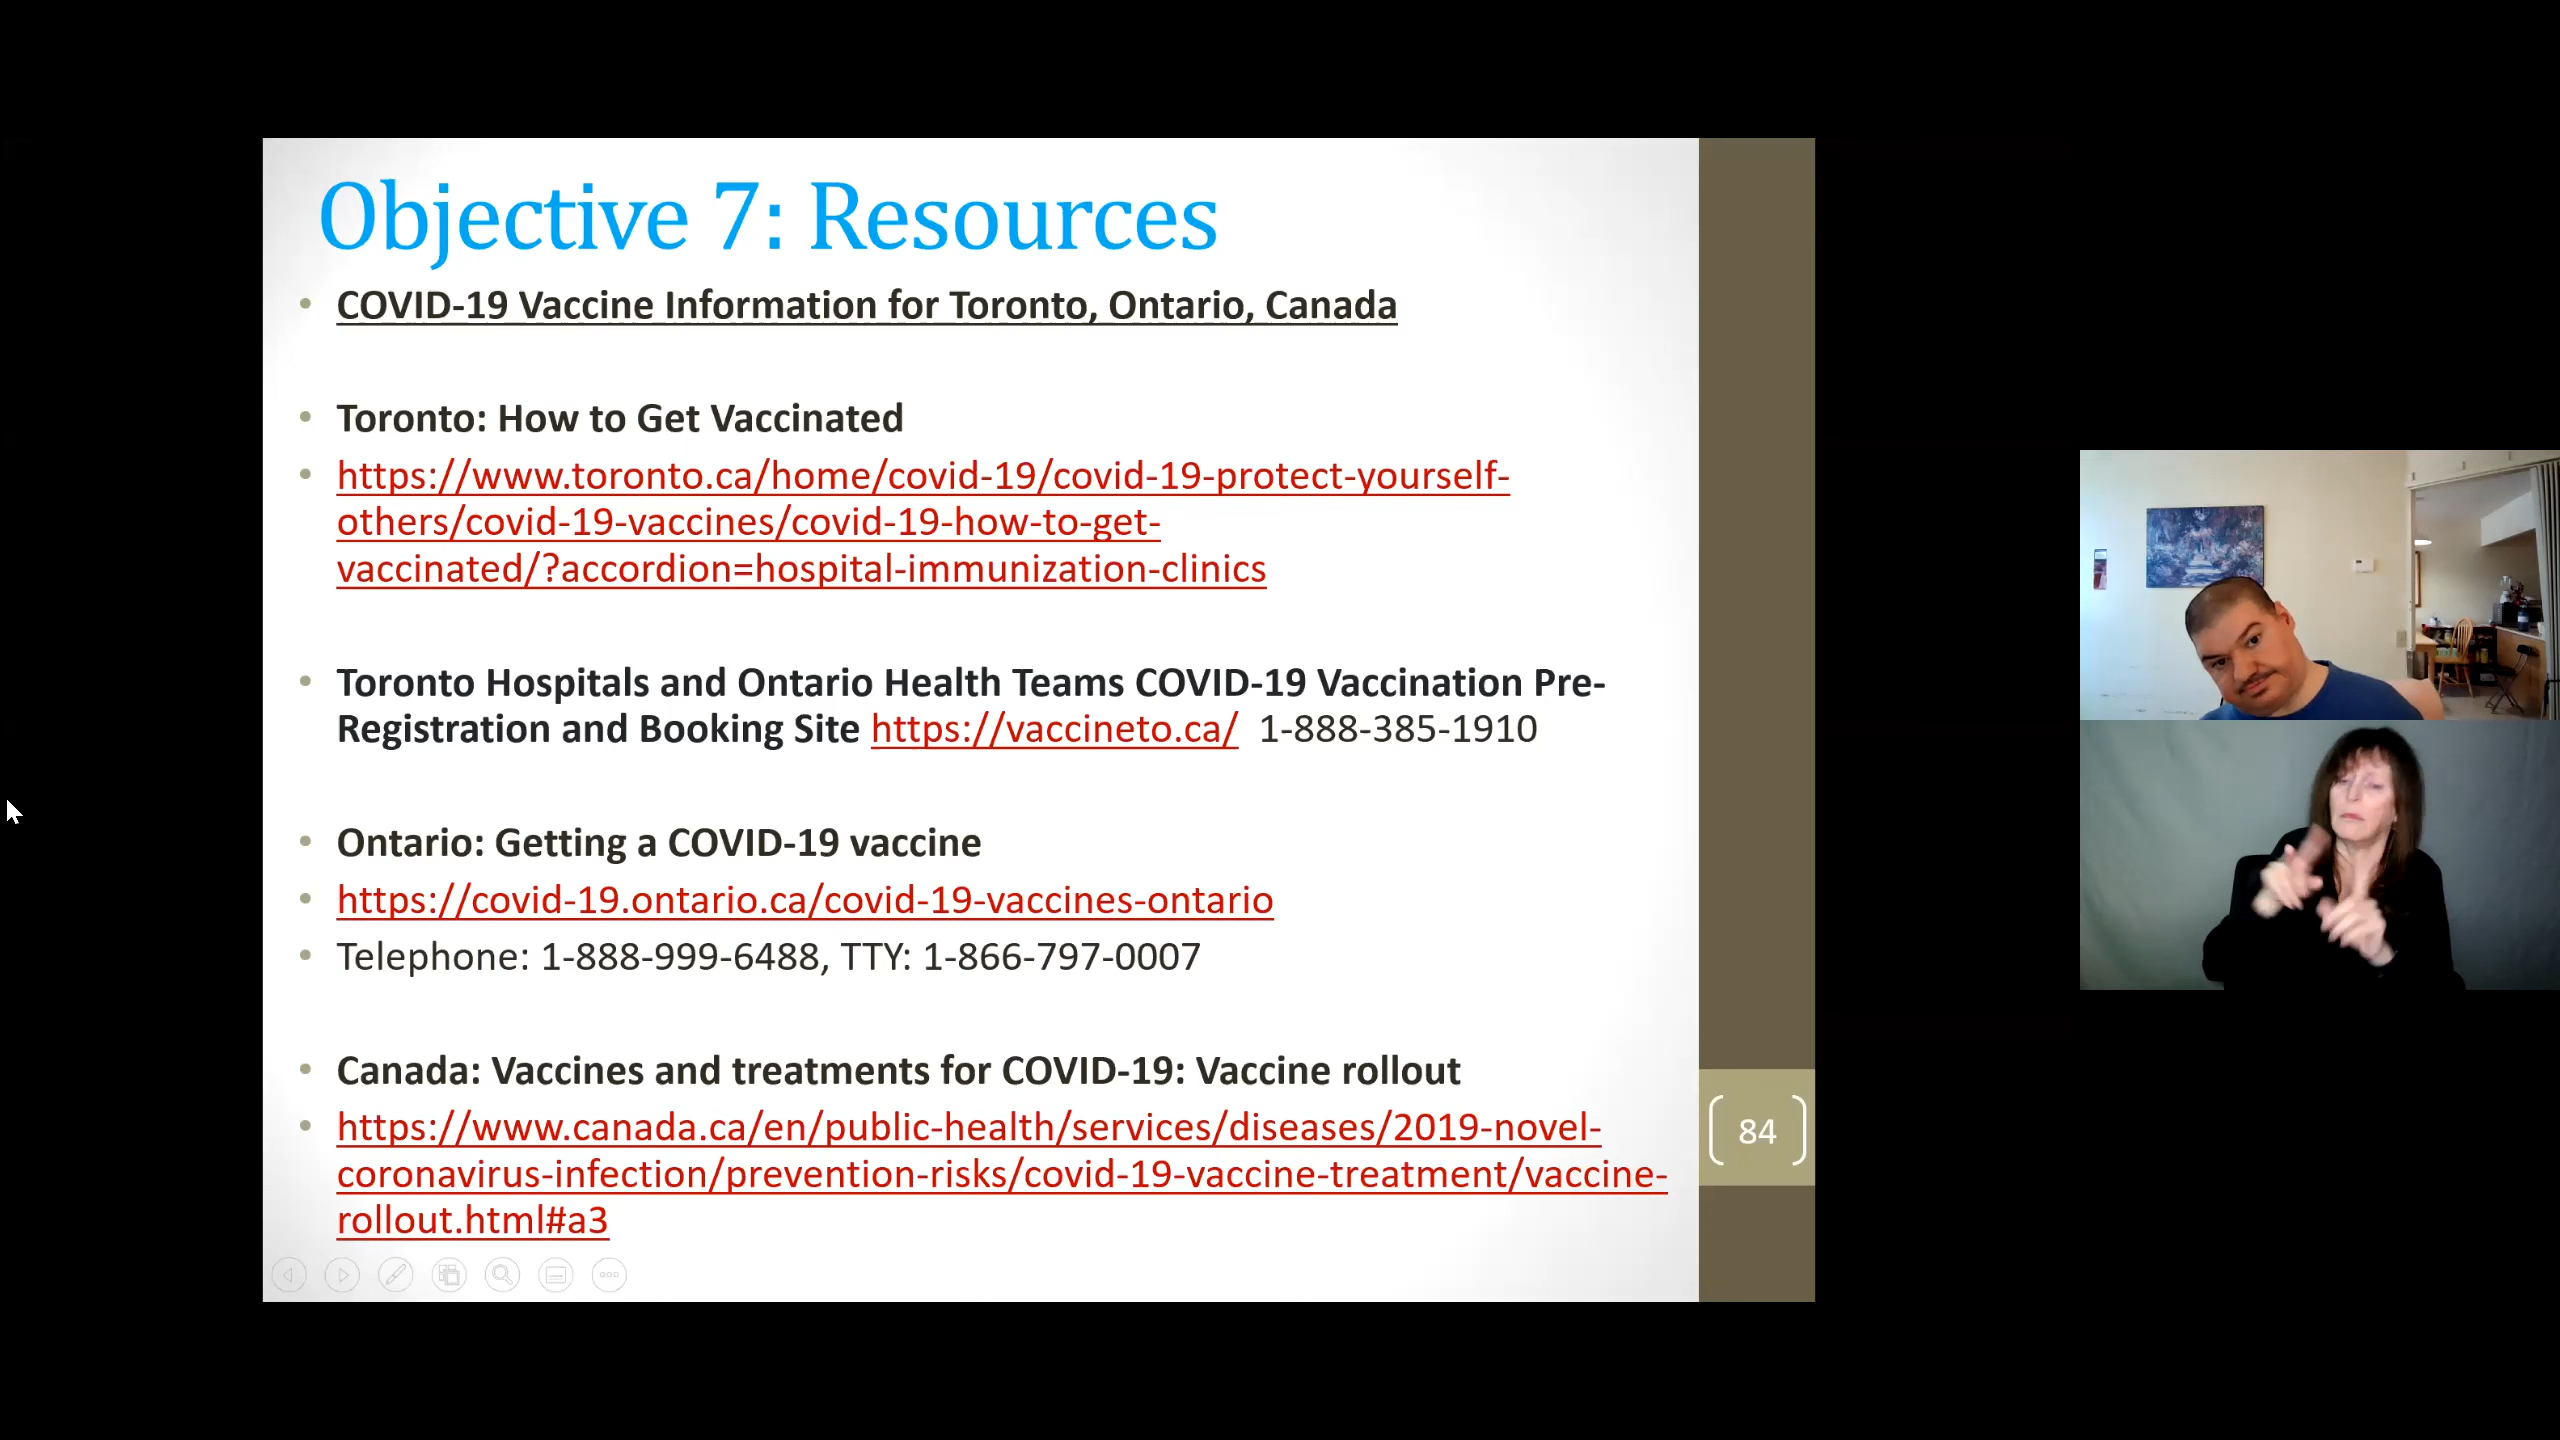 Objective 7: Resources
• COVID-19 Vaccine Information for Toronto, Ontario, Canada
• Toronto: How to Get Vaccinated
• https://www.toronto.ca/home/covid-19/covid-19-protect-yourself-
others/covid-19-vaccines/covid-19-how-to-get-
vaccinated/?accordion=hospital-immunization-clinics
• Toronto Hospitals and Ontario Health Teams COVID-19 Vaccination Pre-
Registration and Booking Site https://vaccineto.ca/ 1-888-385-1910
• Ontario: Getting a COVID-19 vaccine
• https://covid-19.ontario.ca/covid-19-vaccines-ontario
• Telephone: 1-888-999-6488, TTY: 1-866-797-0007
• Canada: Vaccines and treatments for COVID-19: Vaccine rollout
• https://www.canada.ca/en/public-health/services/diseases/2019-novel-
coronavirus-infection/prevention-risks/covid-19-vaccine-treatment/vaccine-
rollout.html#a3
84